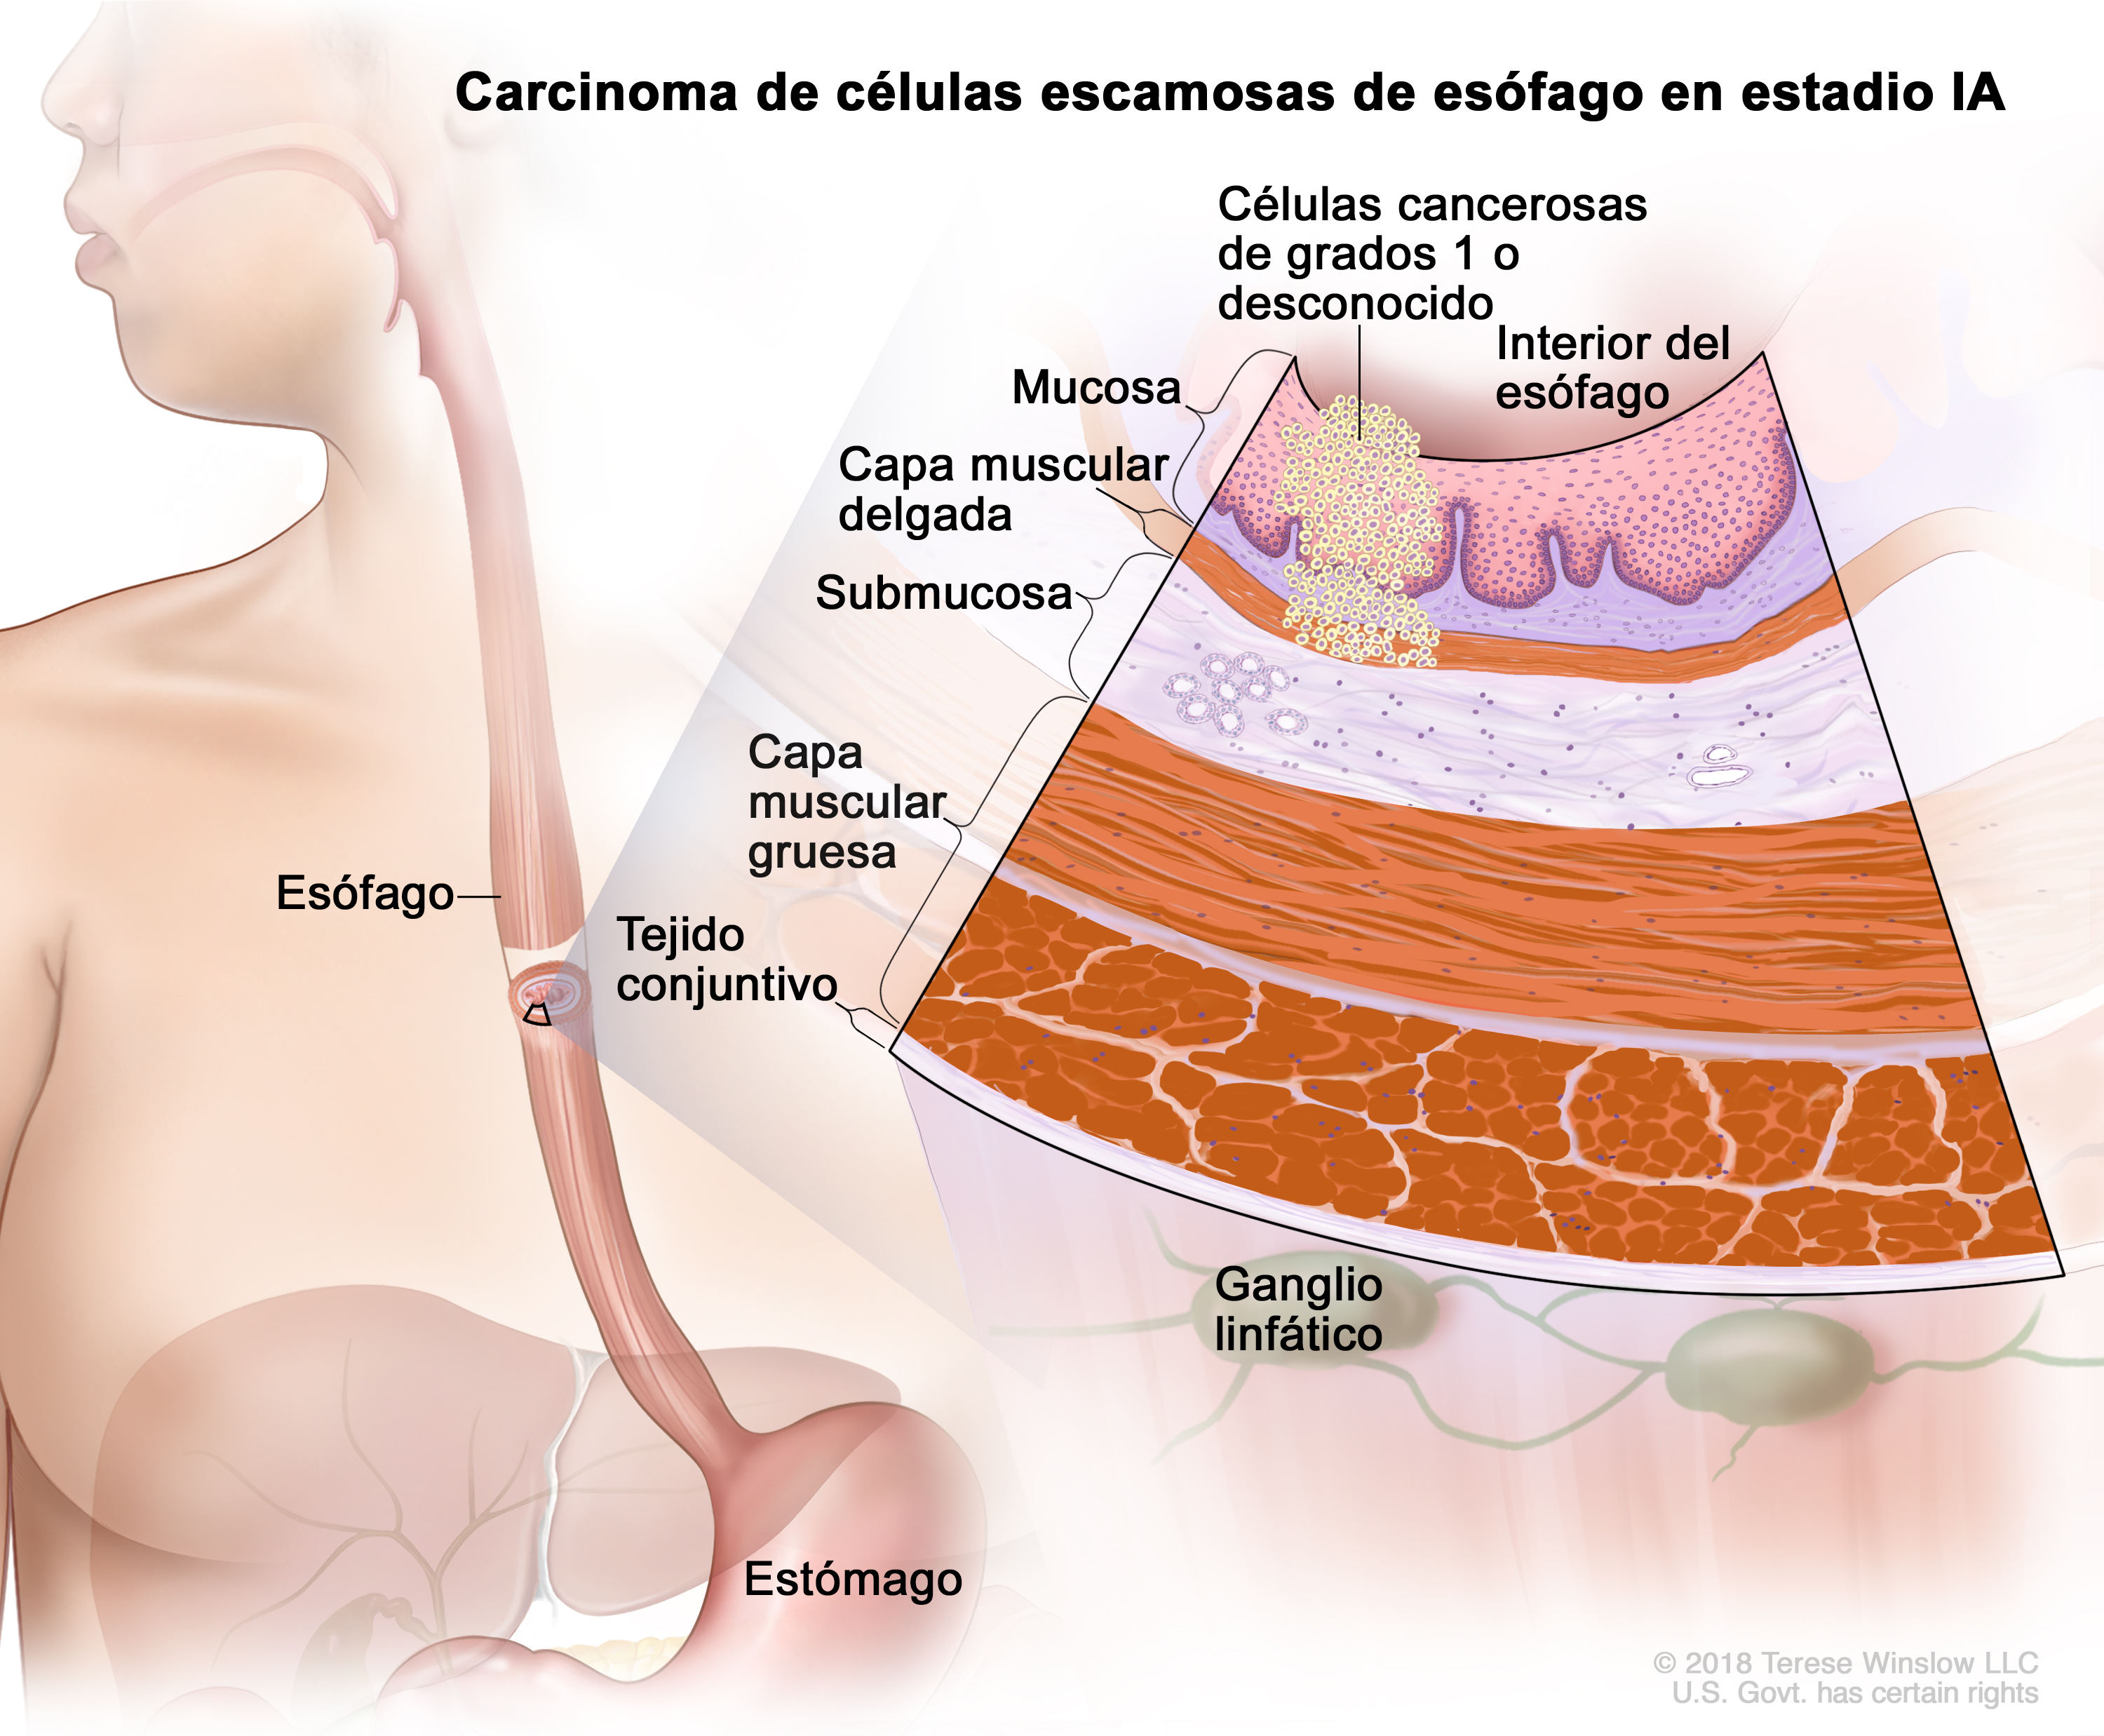 Carcinoma de células escamosas de esófago en estadio IA
Células cancerosas
de grados 1 o
desconocido
Interior del
esófago
Mucosa
Capa muscular
delgada
Submucosa
Capa
muscular
gruesa
Esófago
Tejido
conjuntivo
Ganglio
linfático
Estómago
© 2018 Terese Winslow LLC
U.S. Govt. has certain rights